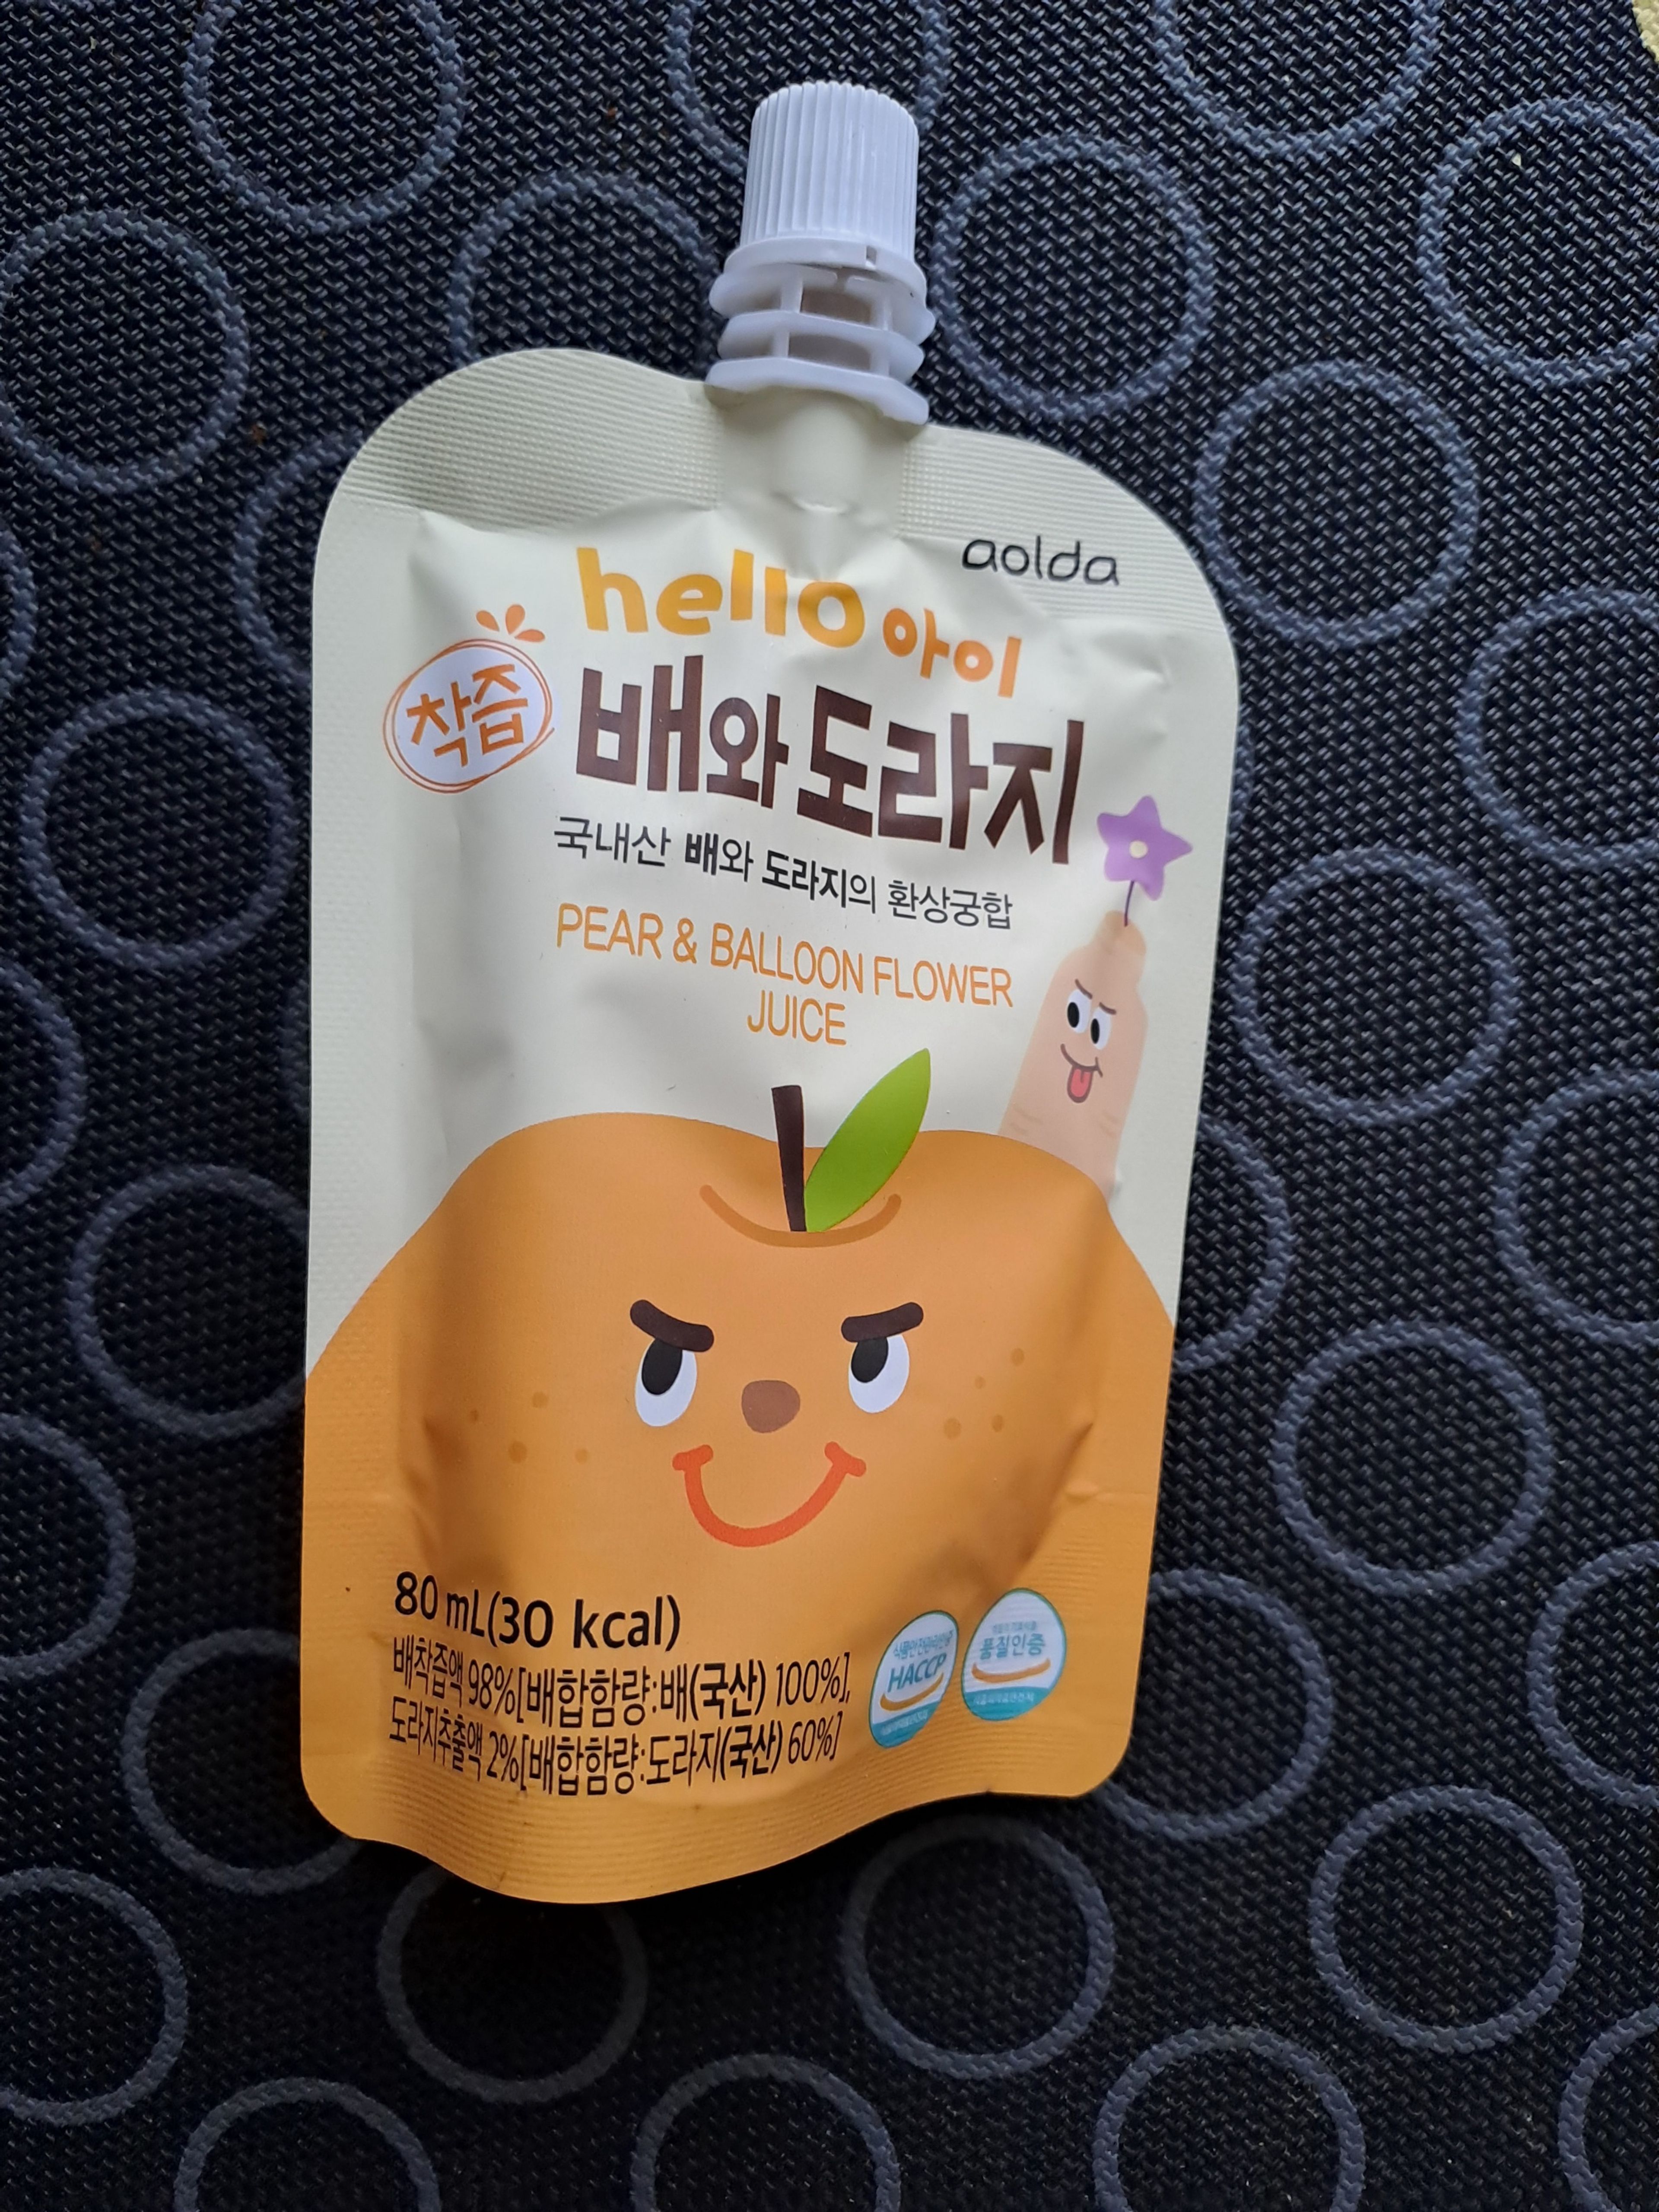 aolda
hello 아이
착즙
배와 도라지
국내산 배와 도라지의 환상궁합
PEAR & BALLOON FLOWER
JUICE
80 mL(30 kcal)
배착즙액 98%[배합함량:배(국산) 100%],
도라지추출액 2%[배합함량:도라지(국산) 60%]
HACCP
품질인증